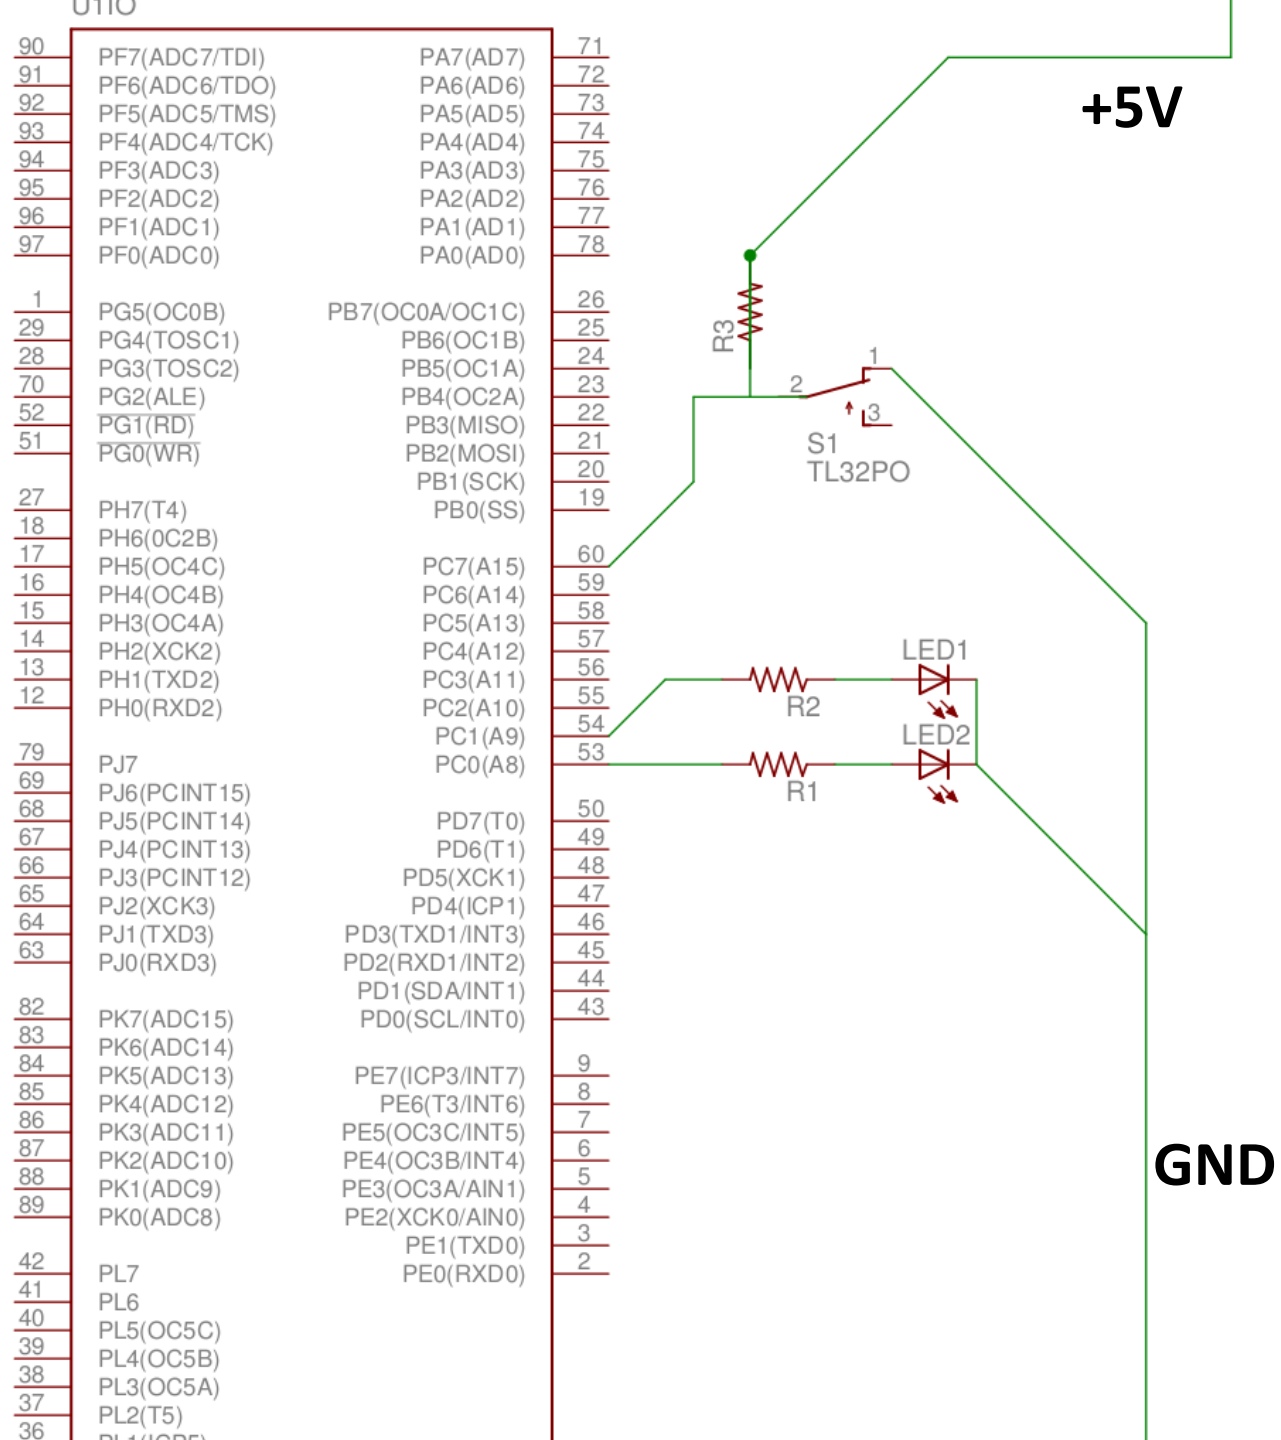 U1IO
90 PF7(ADC7/TDI) PA7(AD7) 71
91 PF6(ADC6/TDO) PA6(AD6) 72
92 PF5(ADC5/TMS) PA5(AD5) 73
93 PF4(ADC4/TCK) PA4(AD4) 74
94 PF3(ADC3) PA3(AD3) 75
95 PF2(ADC2) PA2(AD2) 76
96 PF1(ADC1) PA1(AD1) 77
97 PF0(ADC0) PA0(AD0) 78
1 PG5(OC0B) PB7(OC0A/OC1C) 26
29 PG4(TOSC1) PB6(OC1B) 25
28 PG3(TOSC2) PB5(OC1A) 24
70 PG2(ALE) PB4(OC2A) 23
52 PG1(RD) PB3(MISO) 22
51 PG0(WR) PB2(MOSI) 21
PB1(SCK) 20
27 PH7(T4) PB0(SS) 19
18 PH6(0C2B)
17 PH5(OC4C) PC7(A15) 60
16 PH4(OC4B) PC6(A14) 59
15 PH3(OC4A) PC5(A13) 58
14 PH2(XCK2) PC4(A12) 57
13 PH1(TXD2) PC3(A11) 56
12 PH0(RXD2) PC2(A10) 55
PC1(A9) 54
79 PJ7 PC0(A8) 53
69 PJ6(PCINT15)
68 PJ5(PCINT14) PD7(T0) 50
67 PJ4(PCINT13) PD6(T1) 49
66 PJ3(PCINT12) PD5(XCK1) 48
65 PJ2(XCK3) PD4(ICP1) 47
64 PJ1(TXD3) PD3(TXD1/INT3) 46
63 PJ0(RXD3) PD2(RXD1/INT2) 45
PD1(SDA/INT1) 44
82 PK7(ADC15) PD0(SCL/INT0) 43
83 PK6(ADC14)
84 PK5(ADC13) PE7(ICP3/INT7) 9
85 PK4(ADC12) PE6(T3/INT6) 8
86 PK3(ADC11) PE5(OC3C/INT5) 7
87 PK2(ADC10) PE4(OC3B/INT4) 6
88 PK1(ADC9) PE3(OC3A/AIN1) 5
89 PK0(ADC8) PE2(XCK0/AIN0) 4
PE1(TXD0) 3
42 PL7 PE0(RXD0) 2
41 PL6
40 PL5(OC5C)
39 PL4(OC5B)
38 PL3(OC5A)
37 PL2(T5)
36 PL1(ICP5)
+5V
R3
1
2
3
S1
TL32PO
LED1
R2
LED2
R1
GND